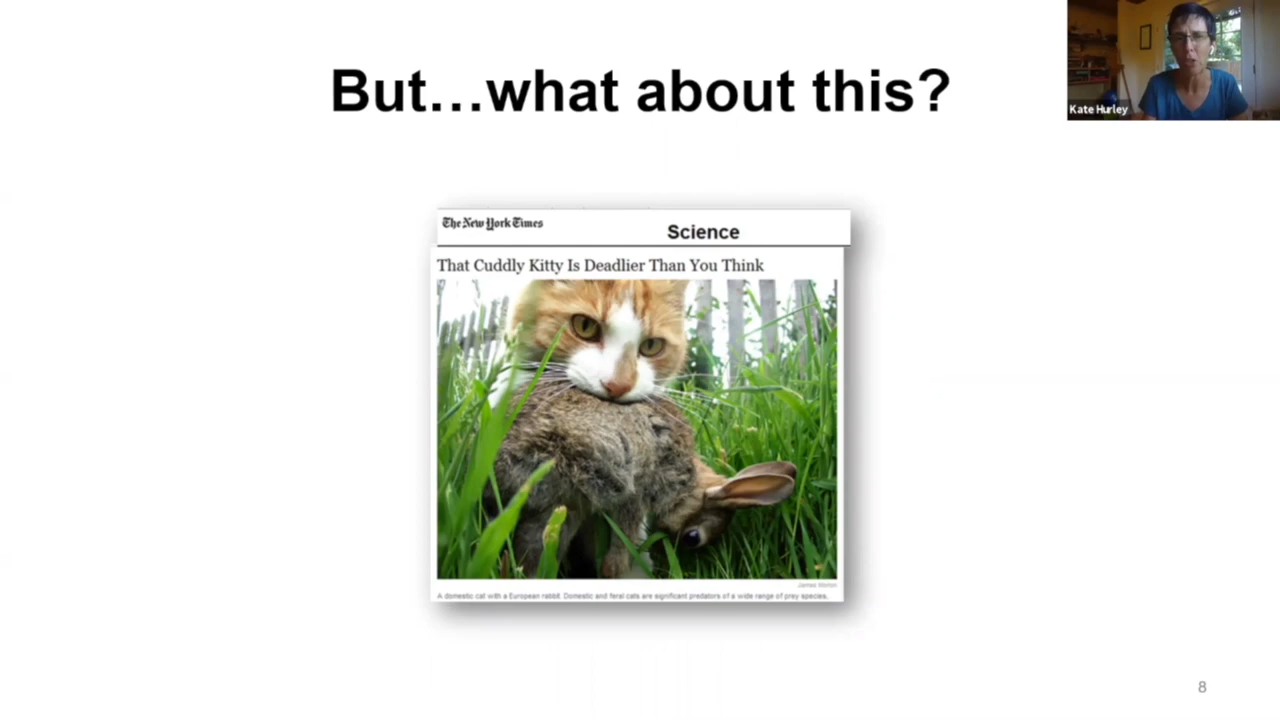 But…what about this?
Kate Hurley
The New York Times
Science
That Cuddly Kitty Is Deadlier Than You Think
James Morton
A domestic cat with a European rabbit. Domestic and feral cats are significant predators of a wide range of prey species,
8